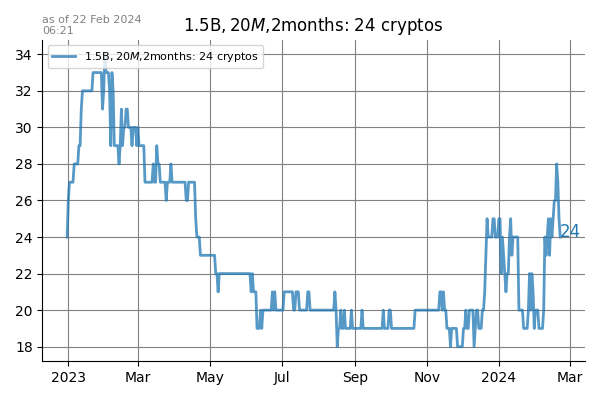 as of 22 Feb 2024
06:21
1.5B, 20M,2months: 24 cryptos
1.5B, 20M,2months: 24 cryptos
34
32
30
28
26
24
22
20
18
24
2023 Mar May Jul Sep Nov 2024 Mar